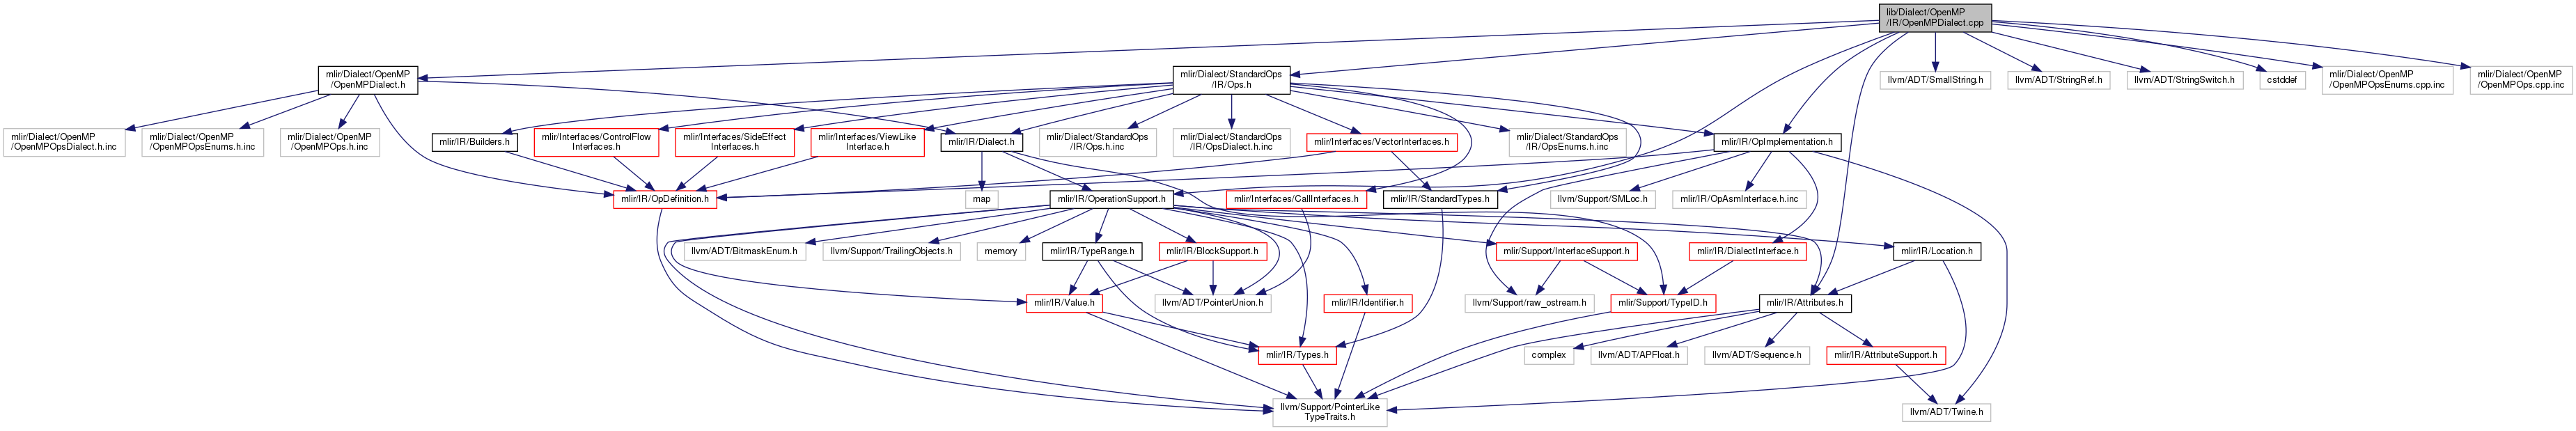 lib/Dialect/OpenMP
/IR/OpenMPDialect.cpp
mlir/Dialect/OpenMP
/OpenMPDialect.h
mlir/Dialect/StandardOps
/IR/Ops.h
llvm/ADT/SmallString.h
llvm/ADT/StringRef.h
llvm/ADT/StringSwitch.h
cstddef
mlir/Dialect/OpenMP
/OpenMPOpsEnums.cpp.inc
mlir/Dialect/OpenMP
/OpenMPOps.cpp.inc
mlir/Dialect/OpenMP
/OpenMPOpsDialect.h.inc
mlir/Dialect/OpenMP
/OpenMPOpsEnums.h.inc
mlir/Dialect/OpenMP
/OpenMPOps.h.inc
mlir/IR/Builders.h
mlir/Interfaces/ControlFlow
Interfaces.h
mlir/Interfaces/SideEffect
Interfaces.h
mlir/Interfaces/ViewLike
Interface.h
mlir/IR/Dialect.h
mlir/Dialect/StandardOps
/IR/Ops.h.inc
mlir/Dialect/StandardOps
/IR/OpsDialect.h.inc
mlir/Interfaces/VectorInterfaces.h
mlir/Dialect/StandardOps
/IR/OpsEnums.h.inc
mlir/IR/OpImplementation.h
mlir/IR/OpDefinition.h
map
mlir/IR/OperationSupport.h
mlir/Interfaces/CallInterfaces.h
mlir/IR/StandardTypes.h
llvm/Support/SMLoc.h
mlir/IR/OpAsmInterface.h.inc
llvm/ADT/BitmaskEnum.h
llvm/Support/TrailingObjects.h
memory
mlir/IR/TypeRange.h
mlir/IR/BlockSupport.h
mlir/Support/InterfaceSupport.h
mlir/IR/DialectInterface.h
mlir/IR/Location.h
mlir/IR/Value.h
llvm/ADT/PointerUnion.h
mlir/IR/Identifier.h
llvm/Support/raw_ostream.h
mlir/Support/TypeID.h
mlir/IR/Attributes.h
mlir/IR/Types.h
complex
llvm/ADT/APFloat.h
llvm/ADT/Sequence.h
mlir/IR/AttributeSupport.h
llvm/Support/PointerLike
TypeTraits.h
llvm/ADT/Twine.h